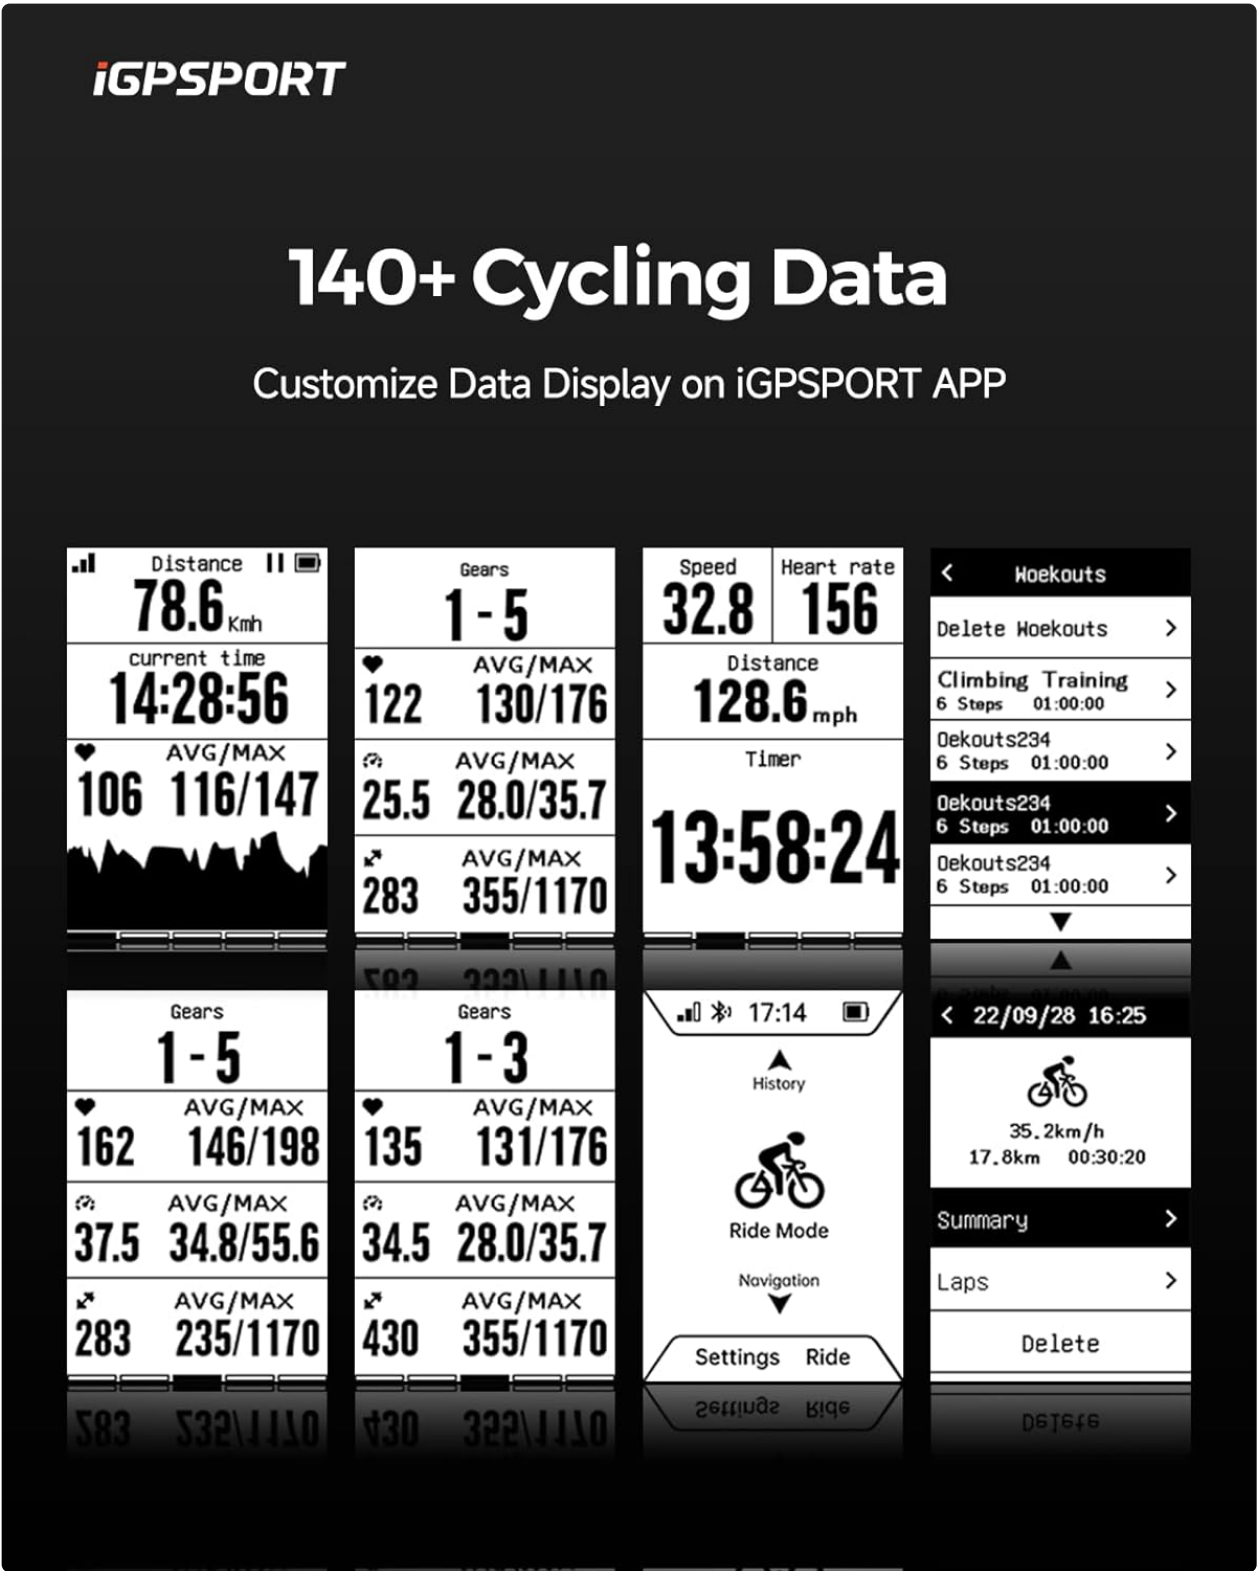 iGPSPORT
140+ Cycling Data
Customize Data Display on iGPSPORT APP
Distance
78.6 Kmh
current time
14:28:56
AVG/MAX
106 116/147
Gears
1-5
AVG/MAX
122 130/176
AVG/MAX
25.5 28.0/35.7
AVG/MAX
283 355/1170
Speed Heart rate
32.8 156
Distance
128.6 mph
Timer
13:58:24
Woekouts
Delete Woekouts
Climbing Training
6 Steps 01:00:00
Oekouts234
6 Steps 01:00:00
Oekouts234
6 Steps 01:00:00
Oekouts234
6 Steps 01:00:00
Gears
1-5
AVG/MAX
162 146/198
AVG/MAX
37.5 34.8/55.6
AVG/MAX
283 235/1170
Gears
1-3
AVG/MAX
135 131/176
AVG/MAX
34.5 28.0/35.7
AVG/MAX
430 355/1170
17:14
History
Ride Mode
Navigation
Settings Ride
22/09/28 16:25
35.2km/h
17.8km 00:30:20
Summary
Laps
Delete